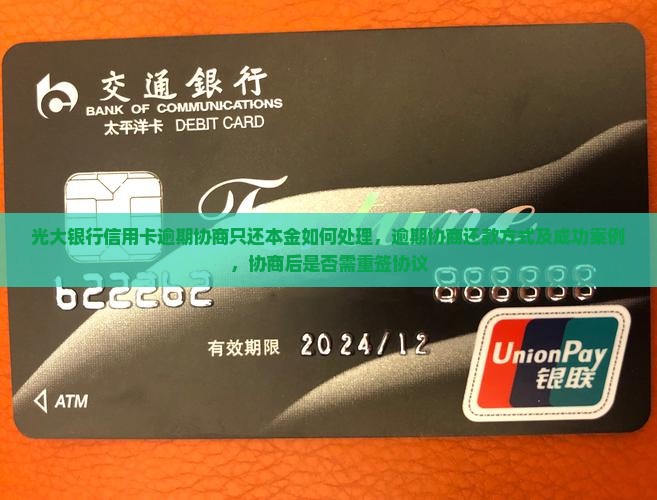 交通銀行
BANK OF COMMUNICATIONS
太平洋卡 DEBIT CARD
光大银行信用卡逾期协商只还本金如何处理，逾期协商还款方式及成功案例
，协商后是否需重签协议
622262 888888
有效期限 2024/12
ATM
UnionPay
银联